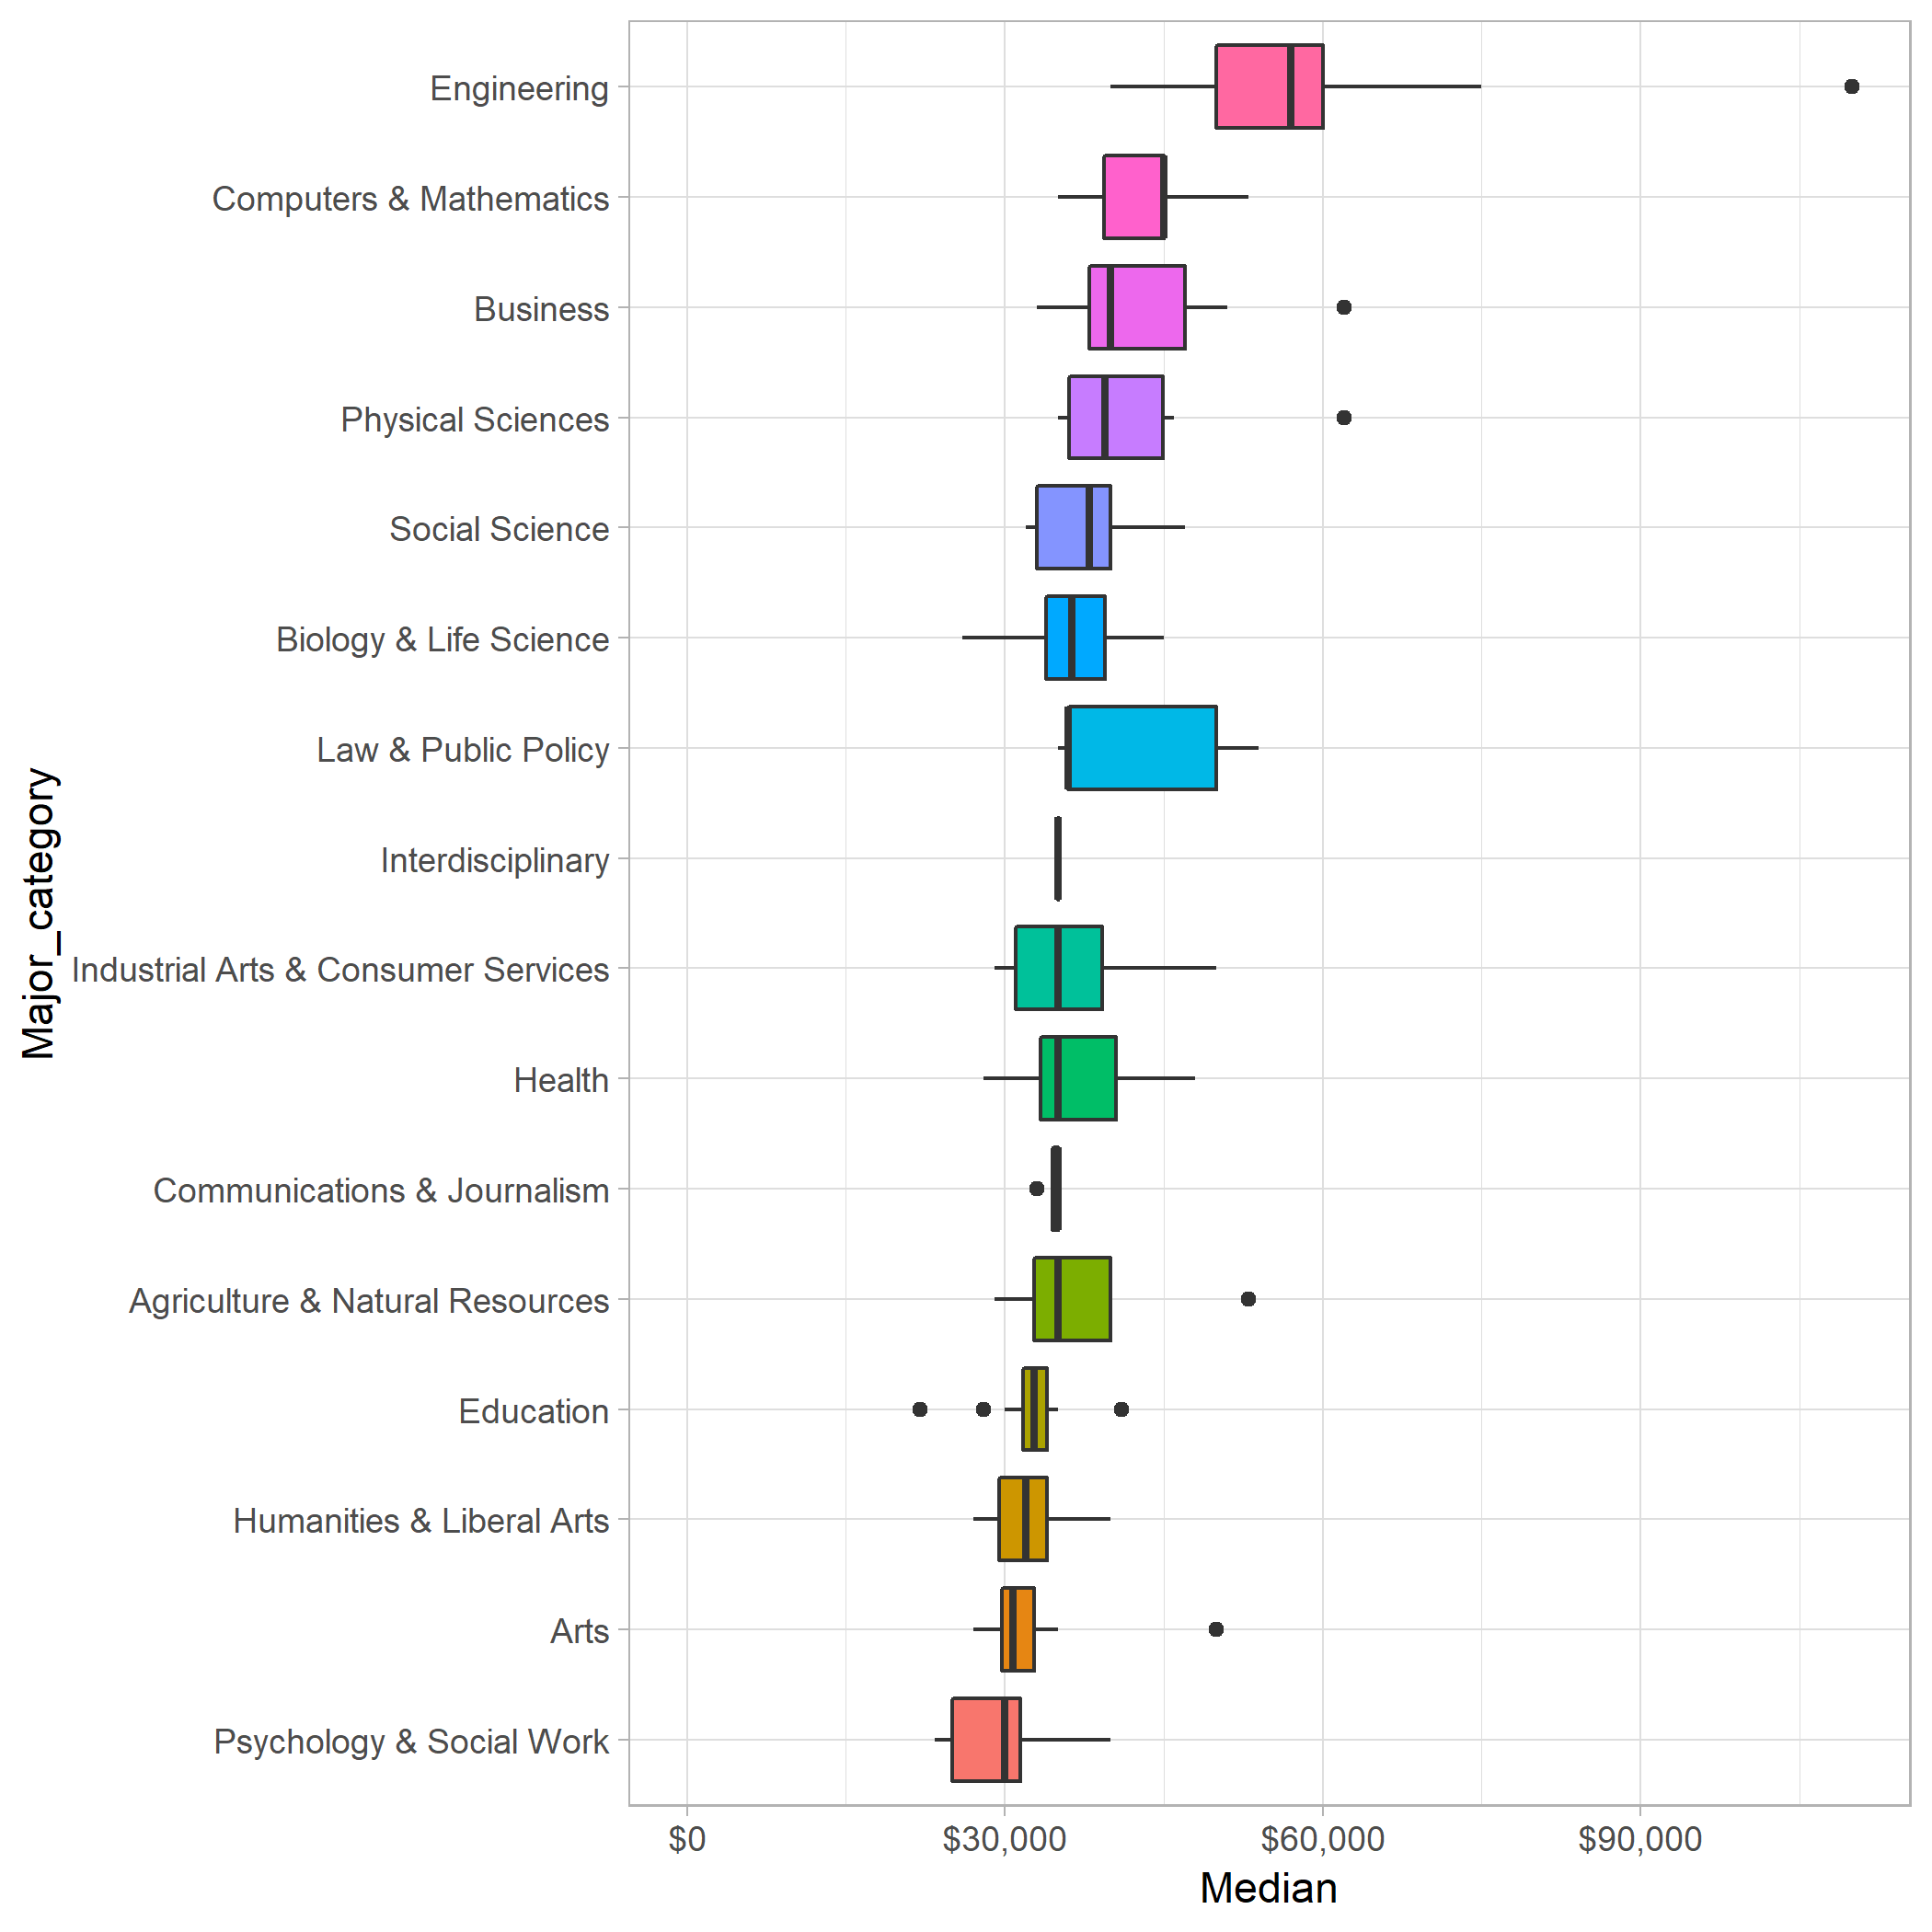 Major_category
Engineering
Computers & Mathematics
Business
Physical Sciences
Social Science
Biology & Life Science
Law & Public Policy
Interdisciplinary
Industrial Arts & Consumer Services
Health
Communications & Journalism
Agriculture & Natural Resources
Education
Humanities & Liberal Arts
Arts
Psychology & Social Work
$0 $30,000 $60,000 $90,000
Median